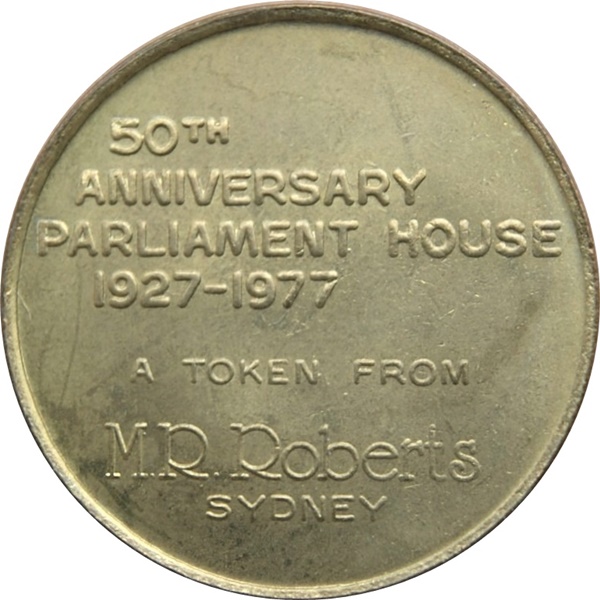 50TH
ANNIVERSARY
PARLIAMENT HOUSE
1927-1977
A TOKEN FROM
M.R. Roberts
SYDNEY